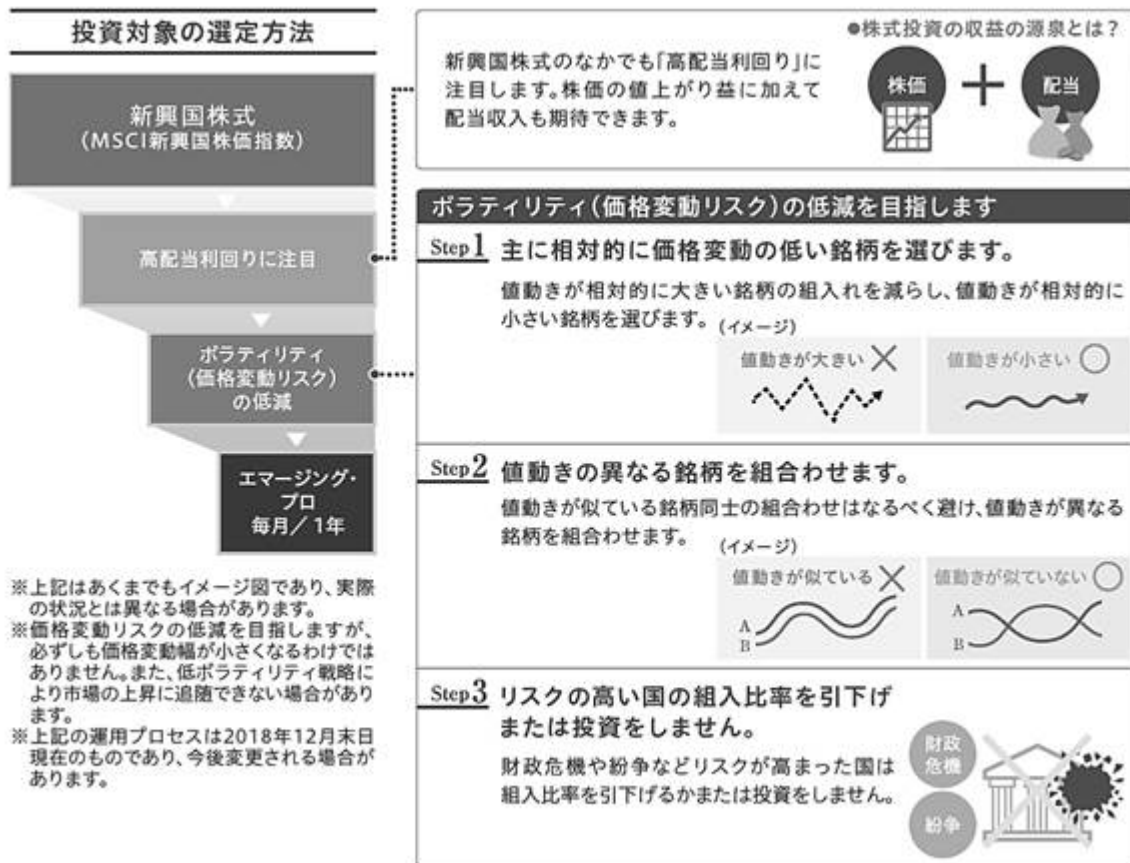 投資対象の選定方法
新興国株式
(MSCI新興国株価指数)
高配当利回りに注目
ボラティリティ
(価格変動リスク)
の低減
エマージング・
プロ
毎月／1年
※上記はあくまでもイメージ図であり、実際
の状況とは異なる場合があります。
※価格変動リスクの低減を目指しますが、
必ずしも価格変動幅が小さくなるわけでは
ありません。また、低ボラティリティ戦略に
より市場の上昇に追随できない場合があり
ます。
※上記の運用プロセスは2018年12月末日
現在のものであり、今後変更される場合が
あります。
新興国株式のなかでも「高配当利回り」に
注目します。株価の値上がり益に加えて
配当収入も期待できます。
●株式投資の収益の源泉とは？
株価
＋
配当
ボラティリティ(価格変動リスク)の低減を目指します
Step1 主に相対的に価格変動の低い銘柄を選びます。
値動きが相対的に大きい銘柄の組入れを減らし、値動きが相対的に
小さい銘柄を選びます。
(イメージ)
値動きが大きい
値動きが小さい
Step2 値動きの異なる銘柄を組合わせます。
値動きが似ている銘柄同士の組合わせはなるべく避け、値動きが異なる
銘柄を組合わせます。
(イメージ)
値動きが似ている
A
B
値動きが似ていない
A
B
Step3 リスクの高い国の組入比率を引下げ
または投資をしません。
財政危機や紛争などリスクが高まった国は
組入比率を引下げるかまたは投資をしません。
財政
危機
紛争